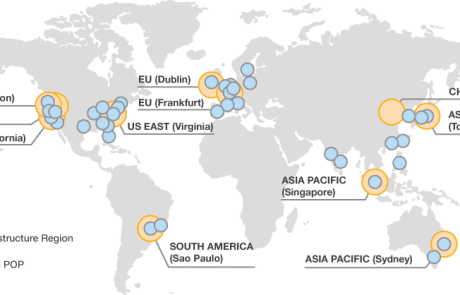 EU (Dublin)
CH
on)
EU (Frankfurt)
AS
US EAST (Virginia)
(To
ornia)
ASIA PACIFIC
(Singapore)
structure Region
SOUTH AMERICA
(Sao Paulo)
ASIA PACIFIC (Sydney)
POP